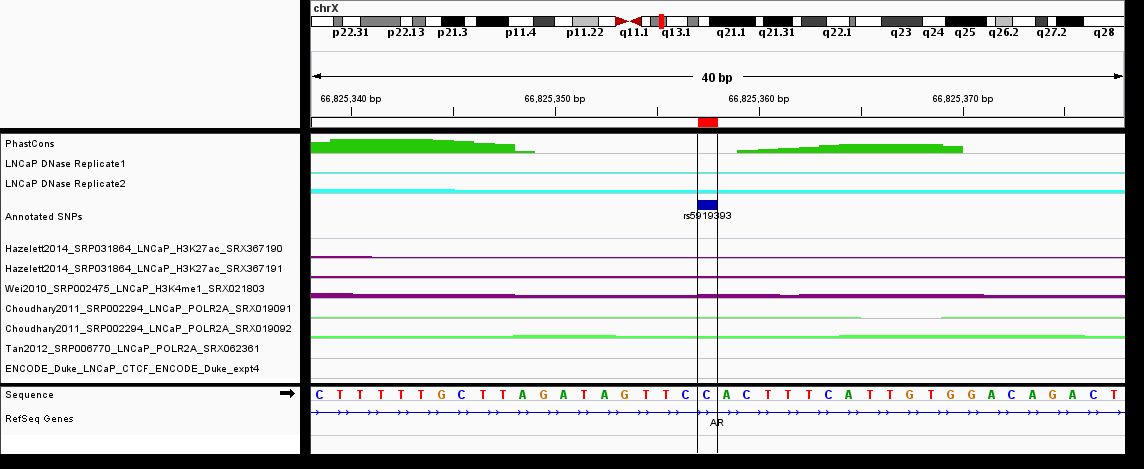 chrX
p22.31 p22.13 p21.3 p11.4 p11.22 q11.1 q13.1 q21.1 q21.31 q22.1 q23 q24 q25 q26.2 q27.2 q28
40 bp
66,825,340 bp 66,825,350 bp 66,825,360 bp 66,825,370 bp
PhastCons
LNCaP DNase Replicate1
LNCaP DNase Replicate2
Annotated SNPs
rs5919393
Hazelett2014_SRP031864_LNCaP_H3K27ac_SRX367190
Hazelett2014_SRP031864_LNCaP_H3K27ac_SRX367191
Wei2010_SRP002475_LNCaP_H3K4me1_SRX021803
Choudhary2011_SRP002294_LNCaP_POLR2A_SRX019091
Choudhary2011_SRP002294_LNCaP_POLR2A_SRX019092
Tan2012_SRP006770_LNCaP_POLR2A_SRX062361
ENCODE_Duke_LNCaP_CTCF_ENCODE_Duke_expt4
Sequence C T T T T T G C T T A G A T A G T T C C A C T T T C A T T G T G G A C A G A C T
RefSeq Genes
AR